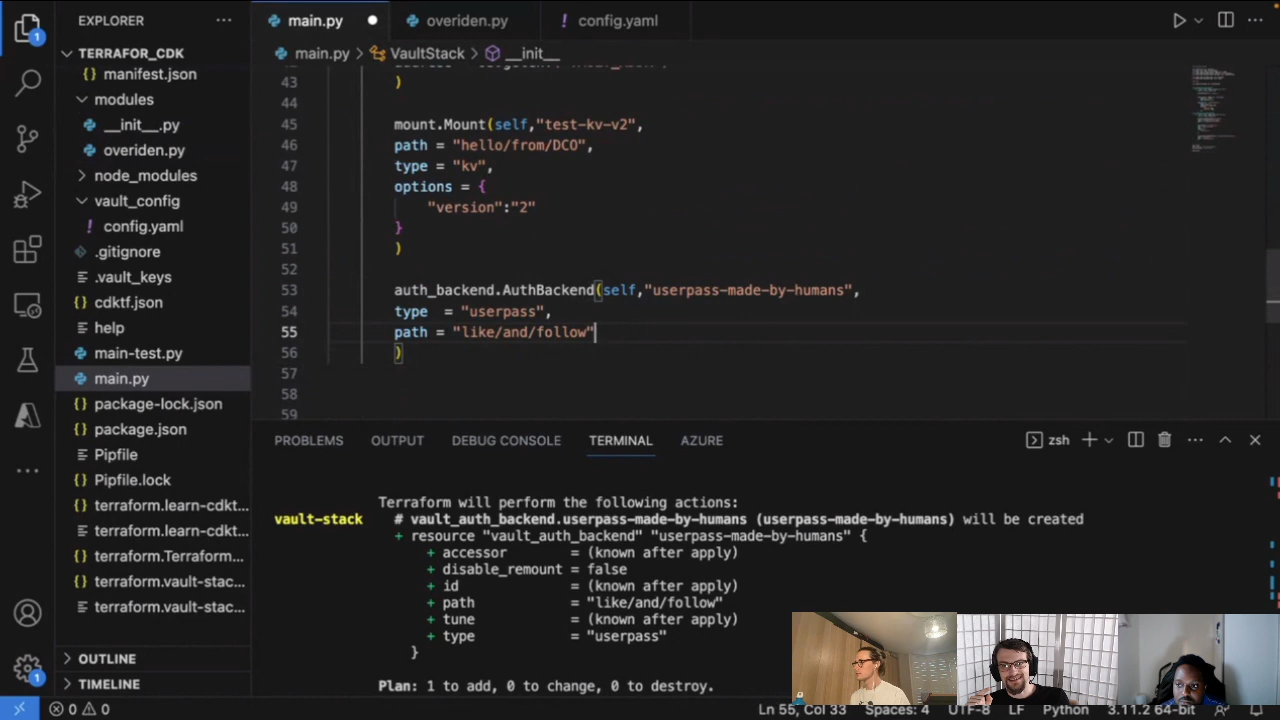 EXPLORER
TERRAFOR_CDK
manifest.json
modules
__init__.py
overiden.py
node_modules
vault_config
config.yaml
.gitignore
.vault_keys
cdktf.json
help
main-test.py
main.py
package-lock.json
package.json
Pipfile
Pipfile.lock
terraform.learn-cdkt...
terraform.learn-cdkt...
terraform.Terraform...
terraform.vault-stac...
terraform.vault-stac...
OUTLINE
TIMELINE
1
1
main.py
overiden.py
config.yaml
main.py > VaultStack > __init__
43 )
44
45 mount.Mount(self,"test-kv-v2",
46 path = "hello/from/DCO",
47 type = "kv",
48 options = {
49 "version":"2"
50 }
51 )
52
53 auth_backend.AuthBackend(self,"userpass-made-by-humans",
54 type  = "userpass",
55 path = "like/and/follow"
56 )
57
58
59
PROBLEMS OUTPUT DEBUG CONSOLE TERMINAL AZURE
zsh
Terraform will perform the following actions:
vault-stack # vault_auth_backend.userpass-made-by-humans (userpass-made-by-humans) will be created
+ resource "vault_auth_backend" "userpass-made-by-humans" {
+ accessor = (known after apply)
+ disable_remount = false
+ id = (known after apply)
+ path = "like/and/follow"
+ tune = (known after apply)
+ type = "userpass"
}
Plan: 1 to add, 0 to change, 0 to destroy.
0 0
Ln 55, Col 33 Spaces: 4 UTF-8 LF Python 3.11.2 64-bit